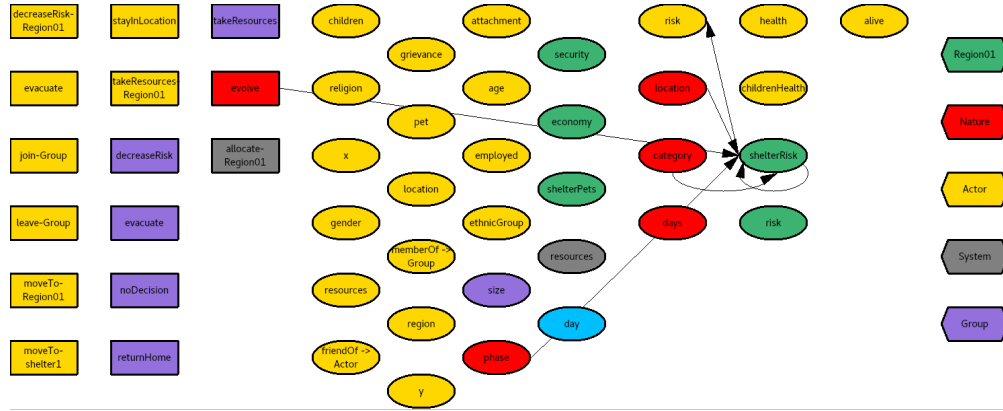 decreaseRisk-
Region01
stayInLocation
takeResources
children
attachment
risk
health
alive
grievance
security
Region01
evacuate
takeResources-
Region01
evolve
religion
age
location
childrenHealth
pet
economy
Nature
join-Group
decreaseRisk
allocate-
Region01
x
employed
category
shelterRisk
location
shelterPets
Actor
leave-Group
evacuate
gender
ethnicGroup
days
risk
memberOf ->
Group
resources
System
moveTo-
Region01
noDecision
resources
size
region
day
Group
moveTo-
shelter1
returnHome
friendOf ->
Actor
phase
y